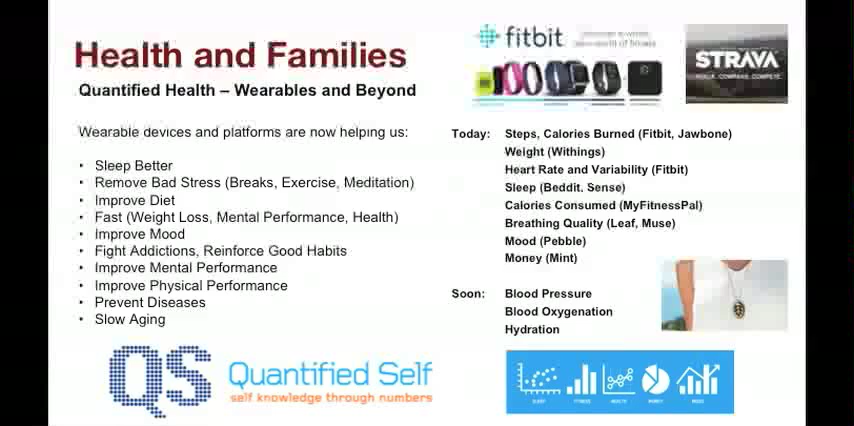 Health and Families
Quantified Health – Wearables and Beyond
Wearable devices and platforms are now helping us:
• Sleep Better
• Remove Bad Stress (Breaks, Exercise, Meditation)
• Improve Diet
• Fast (Weight Loss, Mental Performance, Health)
• Improve Mood
• Fight Addictions, Reinforce Good Habits
• Improve Mental Performance
• Improve Physical Performance
• Prevent Diseases
• Slow Aging
QS Quantified Self
self knowledge through numbers
fitbit
STRAVA
COMPARE. COMPETE.
Today: Steps, Calories Burned (Fitbit, Jawbone)
Weight (Withings)
Heart Rate and Variability (Fitbit)
Sleep (Beddit, Sense)
Calories Consumed (MyFitnessPal)
Breathing Quality (Leaf, Muse)
Mood (Pebble)
Money (Mint)
Soon: Blood Pressure
Blood Oxygenation
Hydration